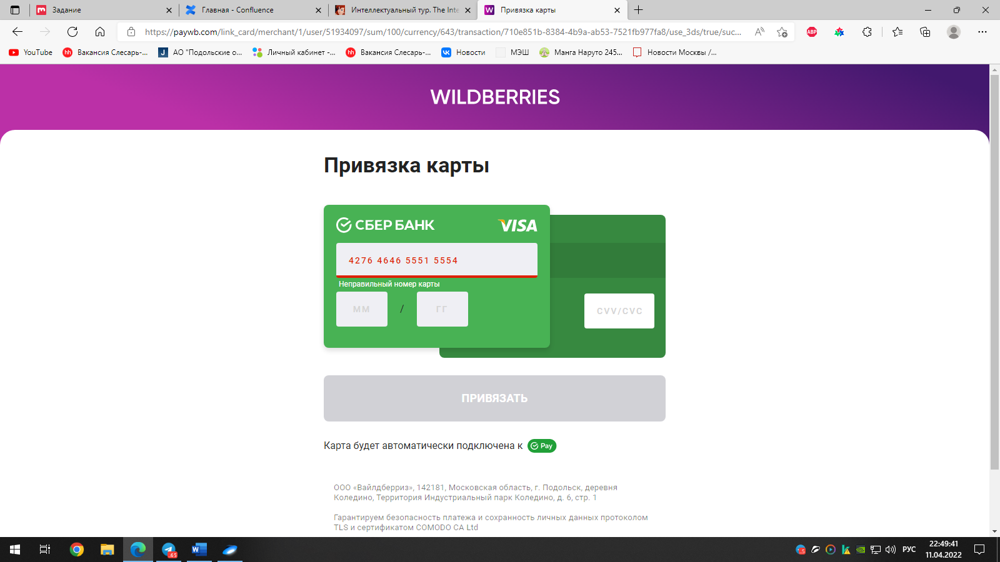 Задание
Главная - Confluence
Интеллектуальный тур. The Inte
Привязка карты
https://paywb.com/link_card/merchant/1/user/51934097/sum/100/currency/643/transaction/710e851b-8384-4b9a-ab53-7521fb977fa8/use_3ds/true/suc...
ABP
YouTube
hh Вакансия Слесарь-...
J АО "Подольские о...
Личный кабинет -...
hh Вакансия Слесарь-...
Новости
МЭШ
Манга Наруто 245...
Новости Москвы /...
WILDBERRIES
Привязка карты
СБЕР БАНК
VISA
4276 4646 5551 5554
Неправильный номер карты
ММ / ГГ
CVV/CVC
ПРИВЯЗАТЬ
Карта будет автоматически подключена к Pay
ООО «Вайлдберриз», 142181, Московская область, г. Подольск, деревня
Коледино, Территория Индустриальный парк Коледино, д. 6, стр. 1
Гарантируем безопасность платежа и сохранность личных данных протоколом
TLS и сертификатом COMODO CA Ltd
РУС
22:49:41
11.04.2022